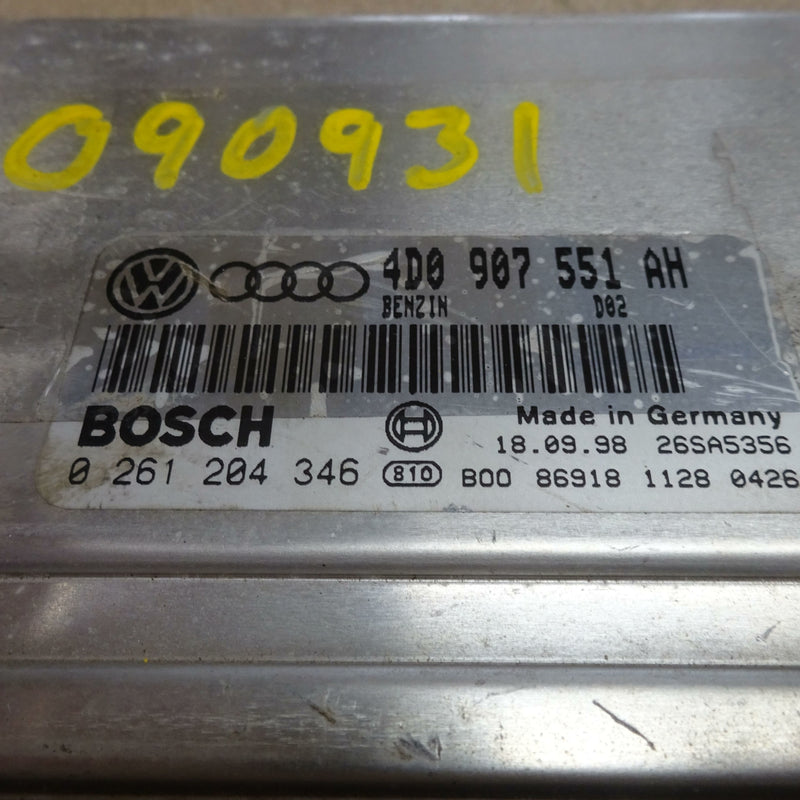 090931
4D0 907 551 AH
BENZIN D02
BOSCH
Made in Germany
18.09.98 26SA5356
0 261 204 346 810 B00 86918 1128 0426